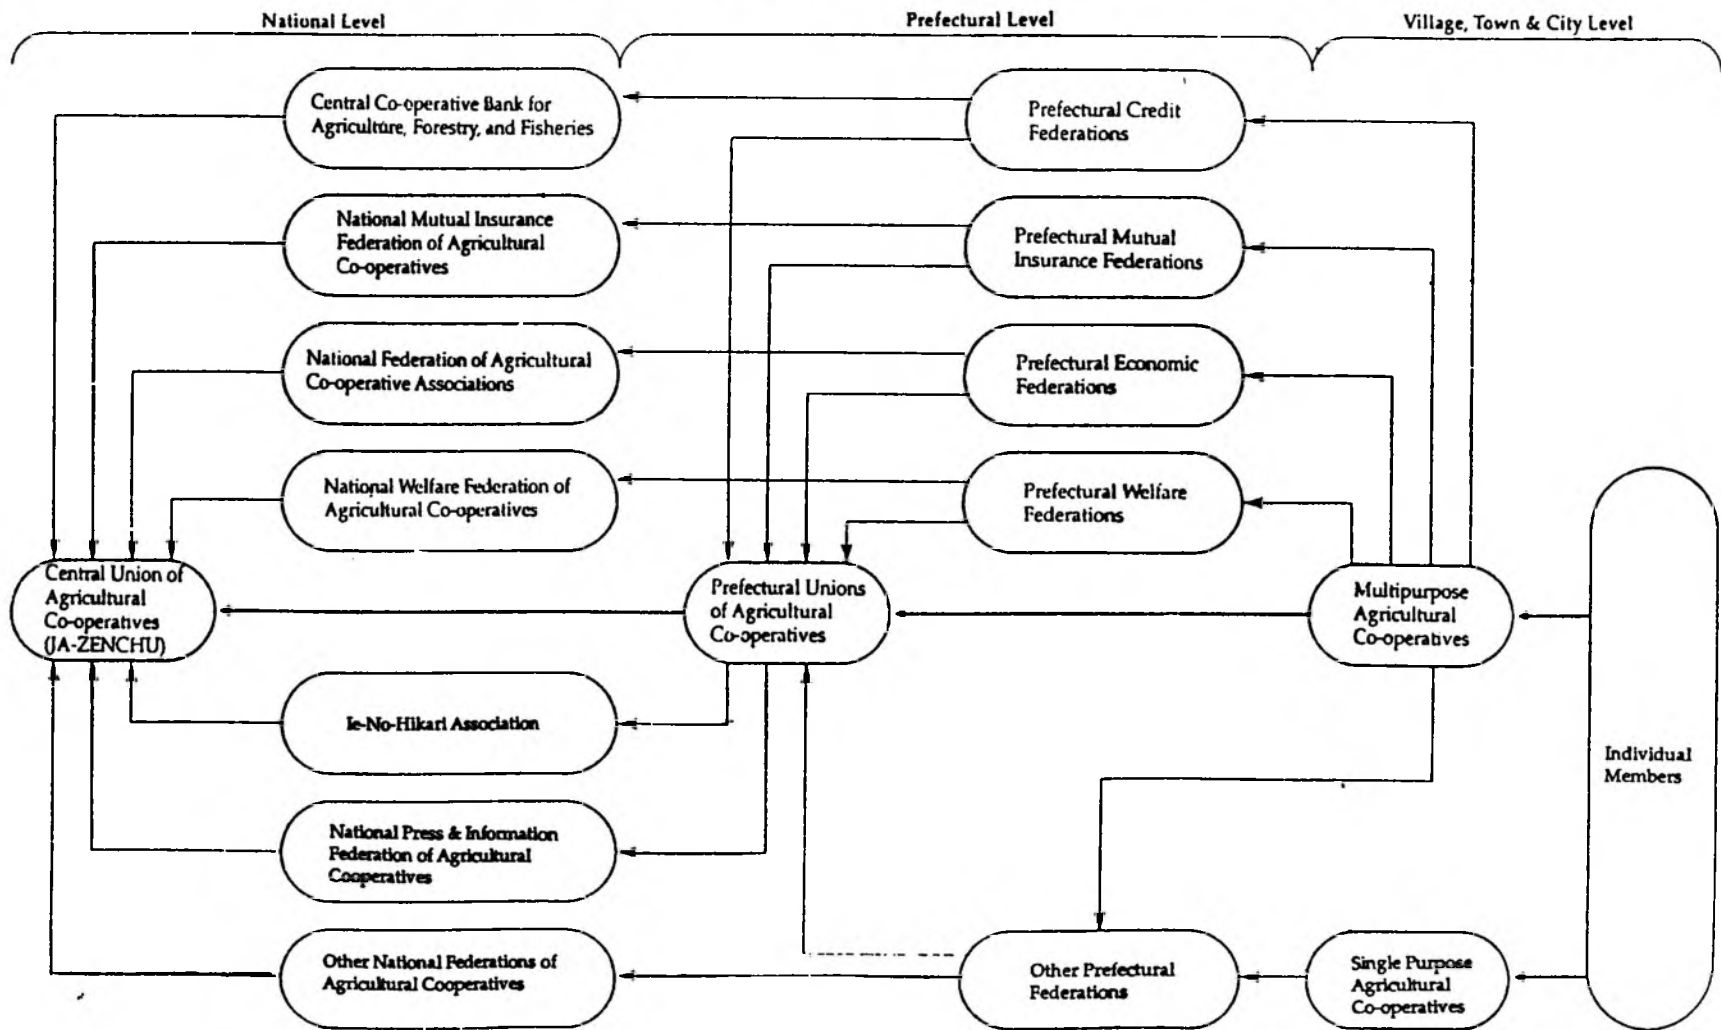 National Level
Prefectural Level
Village, Town & City Level
Central Co-operative Bank for
Agriculture, Forestry, and Fisheries
Prefectural Credit
Federations
National Mutual Insurance
Federation of Agricultural
Co-operatives
Prefectural Mutual
Insurance Federations
National Federation of Agricultural
Co-operative Associations
Prefectural Economic
Federations
National Welfare Federation of
Agricultural Co-operatives
Prefectural Welfare
Federations
Central Union of
Agricultural
Co-operatives
(JA-ZENCHU)
Prefectural Unions
of Agricultural
Co-operatives
Multipurpose
Agricultural
Co-operatives
Ie-No-Hikari Association
Individual
Members
National Press & Information
Federation of Agricultural
Cooperatives
Other National Federations of
Agricultural Cooperatives
Other Prefectural
Federations
Single Purpose
Agricultural
Co-operatives